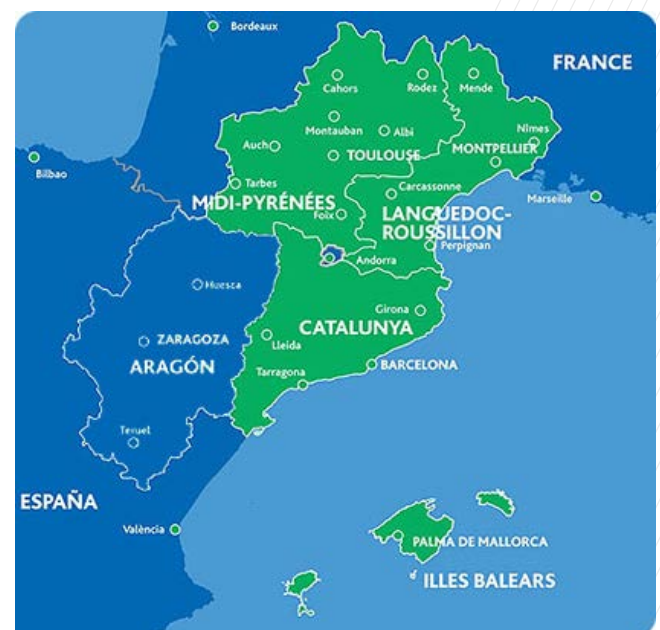 Bordeaux
FRANCE
Cahors
Rodez
Mende
Nîmes
Montauban
Albi
Auch
TOULOUSE
MONTPELLIER
Bilbao
Tarbes
Carcassonne
Marseille
MIDI-PYRÉNÉES
Foix
LANGUEDOC-
ROUSSILLON
Perpignan
Andorra
Huesca
Girona
CATALUNYA
ZARAGOZA
Lleida
ARAGÓN
BARCELONA
Tarragona
Teruel
ESPAÑA
València
PALMA DE MALLORCA
ILLES BALEARS